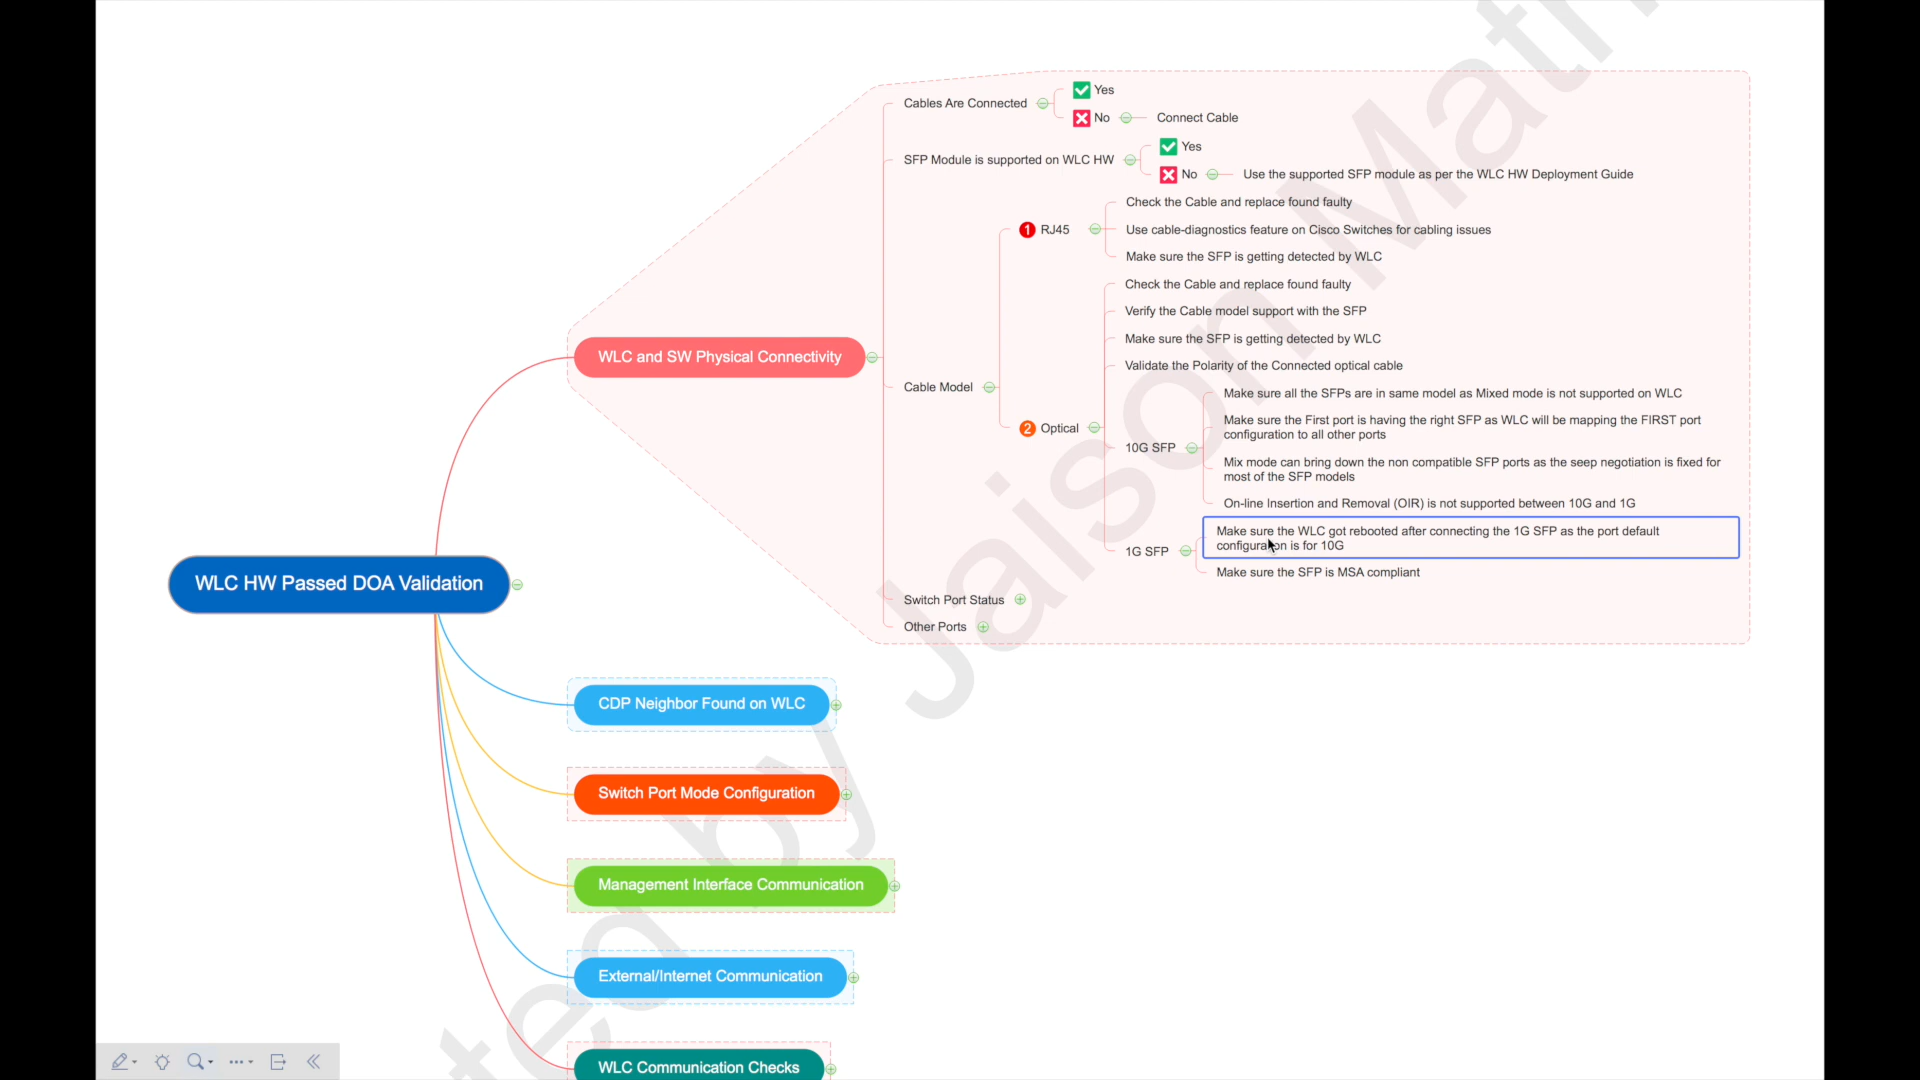 Cables Are Connected
Yes
No
Connect Cable
SFP Module is supported on WLC HW
Yes
No
Use the supported SFP module as per the WLC HW Deployment Guide
Cable Model
1 RJ45
Check the Cable and replace found faulty
Use cable-diagnostics feature on Cisco Switches for cabling issues
Make sure the SFP is getting detected by WLC
2 Optical
Check the Cable and replace found faulty
Verify the Cable model support with the SFP
Make sure the SFP is getting detected by WLC
Validate the Polarity of the Connected optical cable
10G SFP
Make sure all the SFPs are in same model as Mixed mode is not supported on WLC
Make sure the First port is having the right SFP as WLC will be mapping the FIRST port
configuration to all other ports
Mix mode can bring down the non compatible SFP ports as the seep negotiation is fixed for
most of the SFP models
On-line Insertion and Removal (OIR) is not supported between 10G and 1G
1G SFP
Make sure the WLC got rebooted after connecting the 1G SFP as the port default
configuration is for 10G
Make sure the SFP is MSA compliant
Switch Port Status
Other Ports
WLC and SW Physical Connectivity
WLC HW Passed DOA Validation
CDP Neighbor Found on WLC
Switch Port Mode Configuration
Management Interface Communication
External/Internet Communication
WLC Communication Checks
by Jaison